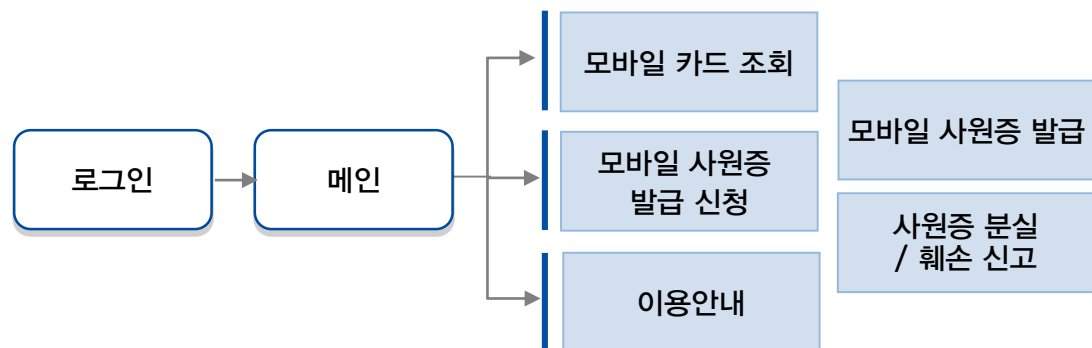 로그인
메인
모바일 카드 조회
모바일 사원증
발급 신청
이용안내
모바일 사원증 발급
사원증 분실
/ 훼손 신고